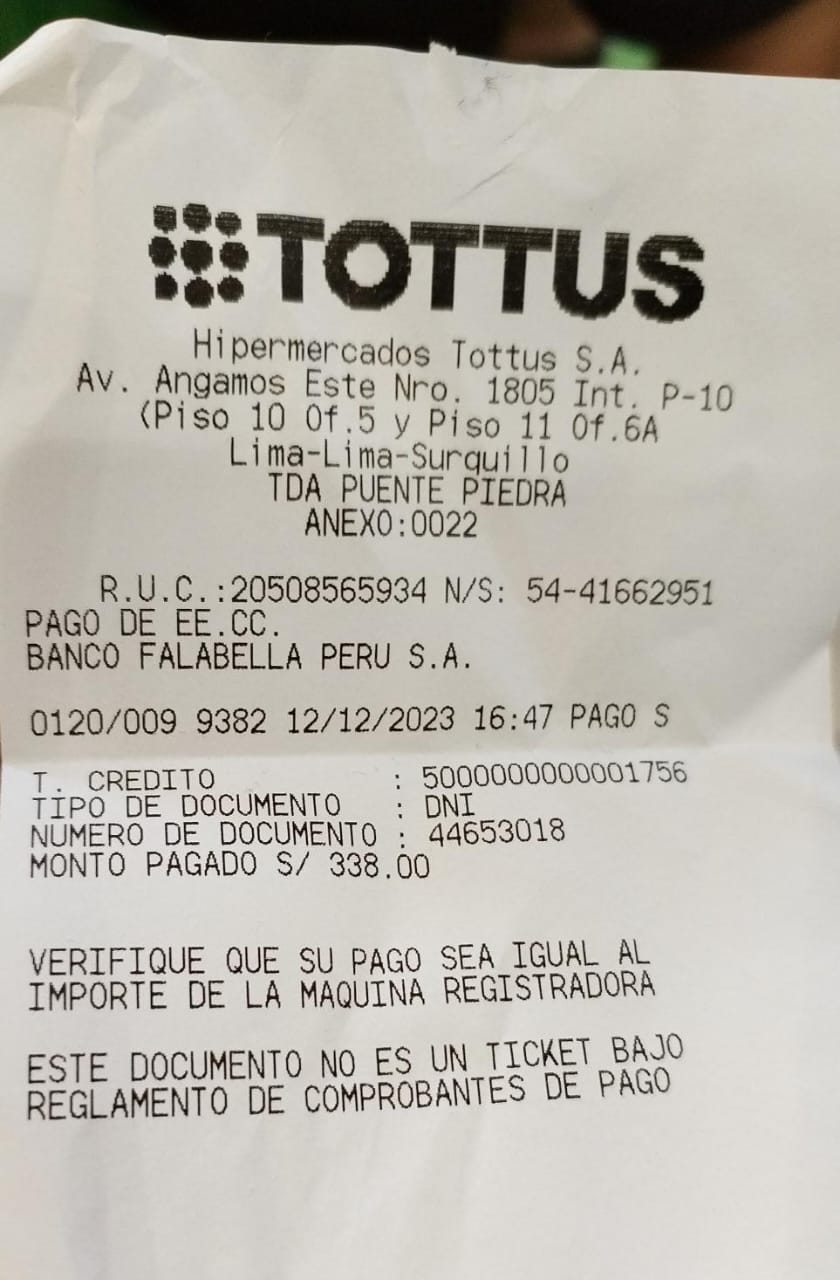 TOTTUS
Hipermercados Tottus S.A.
Av. Angamos Este Nro. 1805 Int. P-10
(Piso 10 Of.5 y Piso 11 Of.6A
Lima-Lima-Surquillo
TDA PUENTE PIEDRA
ANEXO:0022
R.U.C.:20508565934 N/S: 54-41662951
PAGO DE EE.CC.
BANCO FALABELLA PERU S.A.
0120/009 9382 12/12/2023 16:47 PAGO S
T. CREDITO : 5000000000001756
TIPO DE DOCUMENTO : DNI
NUMERO DE DOCUMENTO : 44653018
MONTO PAGADO S/ 338.00
VERIFIQUE QUE SU PAGO SEA IGUAL AL
IMPORTE DE LA MAQUINA REGISTRADORA
ESTE DOCUMENTO NO ES UN TICKET BAJO
REGLAMENTO DE COMPROBANTES DE PAGO